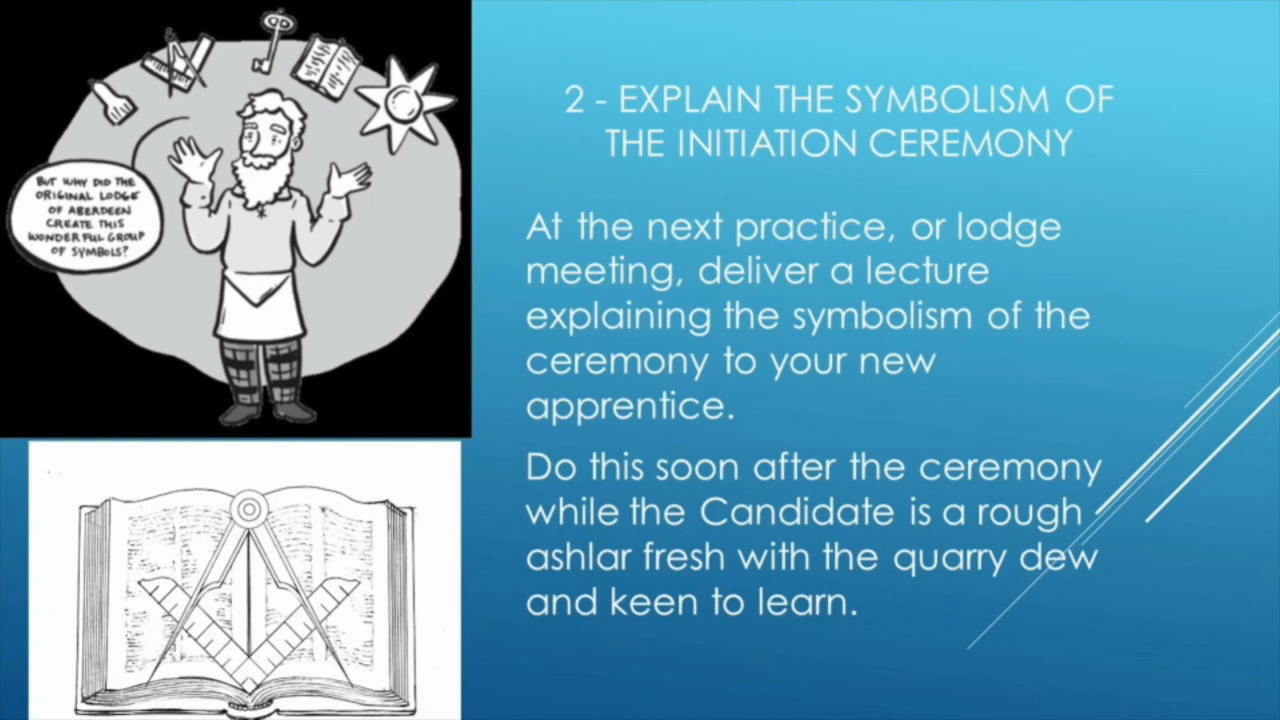 BUT WHY DID THE
ORIGINAL LODGE
OF ABERDEEN
CREATE THIS
WONDERFUL GROUP
OF SYMBOLS?
2 - EXPLAIN THE SYMBOLISM OF
THE INITIATION CEREMONY
At the next practice, or lodge
meeting, deliver a lecture
explaining the symbolism of the
ceremony to your new
apprentice.
Do this soon after the ceremony
while the Candidate is a rough
ashlar fresh with the quarry dew
and keen to learn.